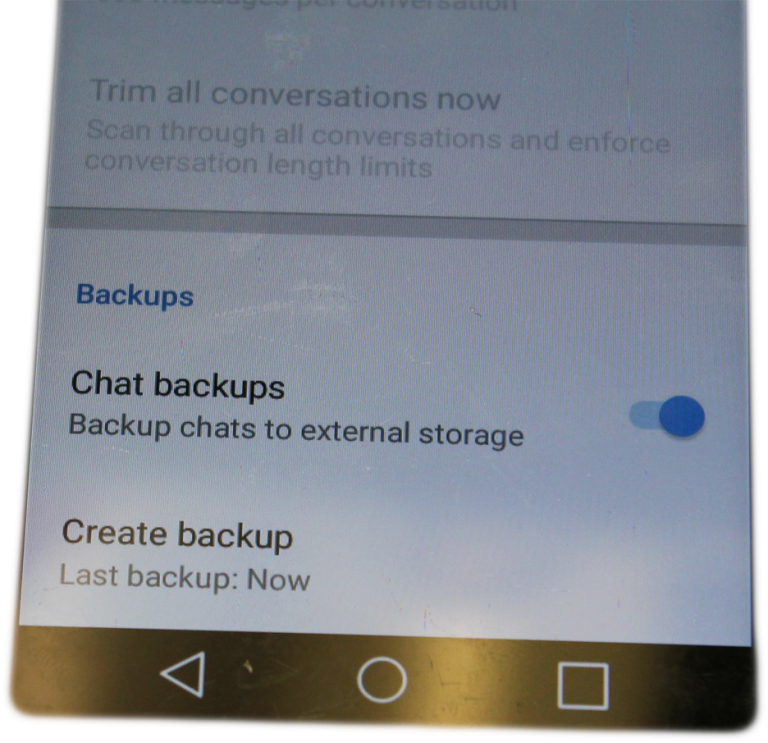 messages per conversation
Trim all conversations now
Scan through all conversations and enforce
conversation length limits
Backups
Chat backups
Backup chats to external storage
Create backup
Last backup: Now